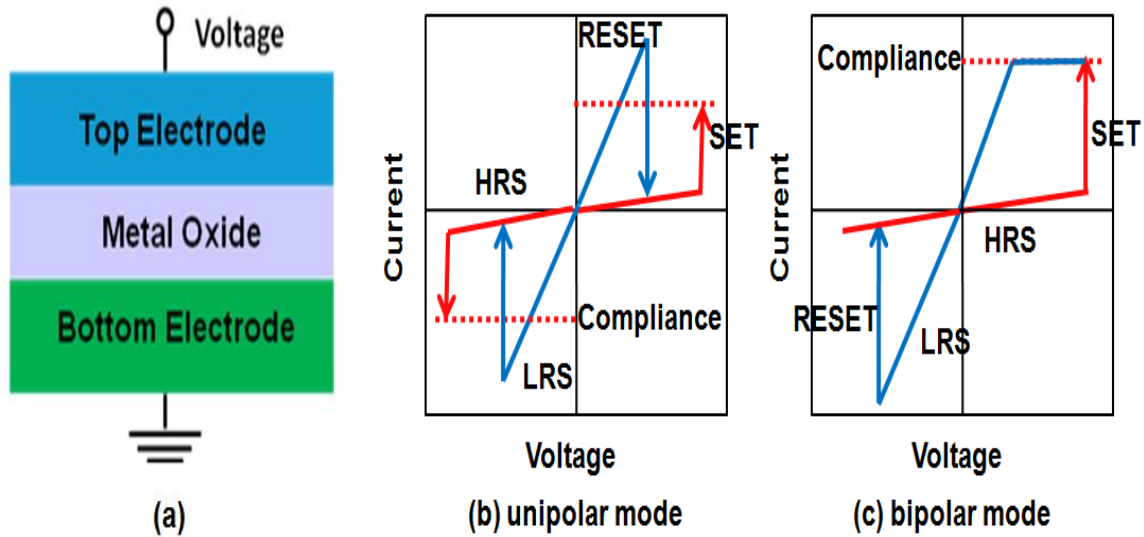 Voltage
Top Electrode
Metal Oxide
Bottom Electrode
(a)
RESET
SET
HRS
Current
Compliance
LRS
Voltage
(b) unipolar mode
Compliance
SET
Current
HRS
RESET
LRS
Voltage
(c) bipolar mode